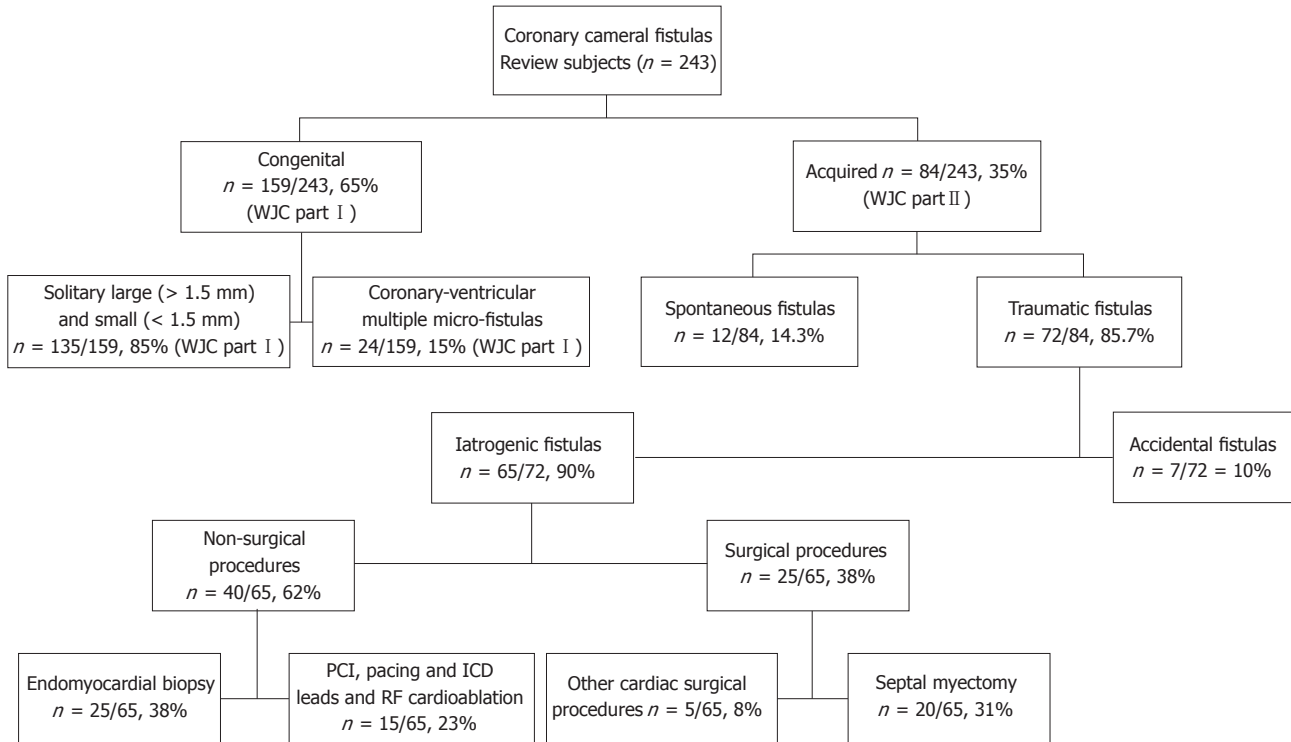 Coronary cameral fistulas
Review subjects (n = 243)
Congenital
n = 159/243, 65%
(WJC part Ⅰ)
Acquired n = 84/243, 35%
(WJC part Ⅱ)
Solitary large (> 1.5 mm)
and small (< 1.5 mm)
n = 135/159, 85% (WJC part Ⅰ)
Coronary-ventricular
multiple micro-fistulas
n = 24/159, 15% (WJC part Ⅰ)
Spontaneous fistulas
n = 12/84, 14.3%
Traumatic fistulas
n = 72/84, 85.7%
Iatrogenic fistulas
n = 65/72, 90%
Accidental fistulas
n = 7/72 = 10%
Non-surgical
procedures
n = 40/65, 62%
Surgical procedures
n = 25/65, 38%
Endomyocardial biopsy
n = 25/65, 38%
PCI, pacing and ICD
leads and RF cardioablation
n = 15/65, 23%
Other cardiac surgical
procedures n = 5/65, 8%
Septal myectomy
n = 20/65, 31%